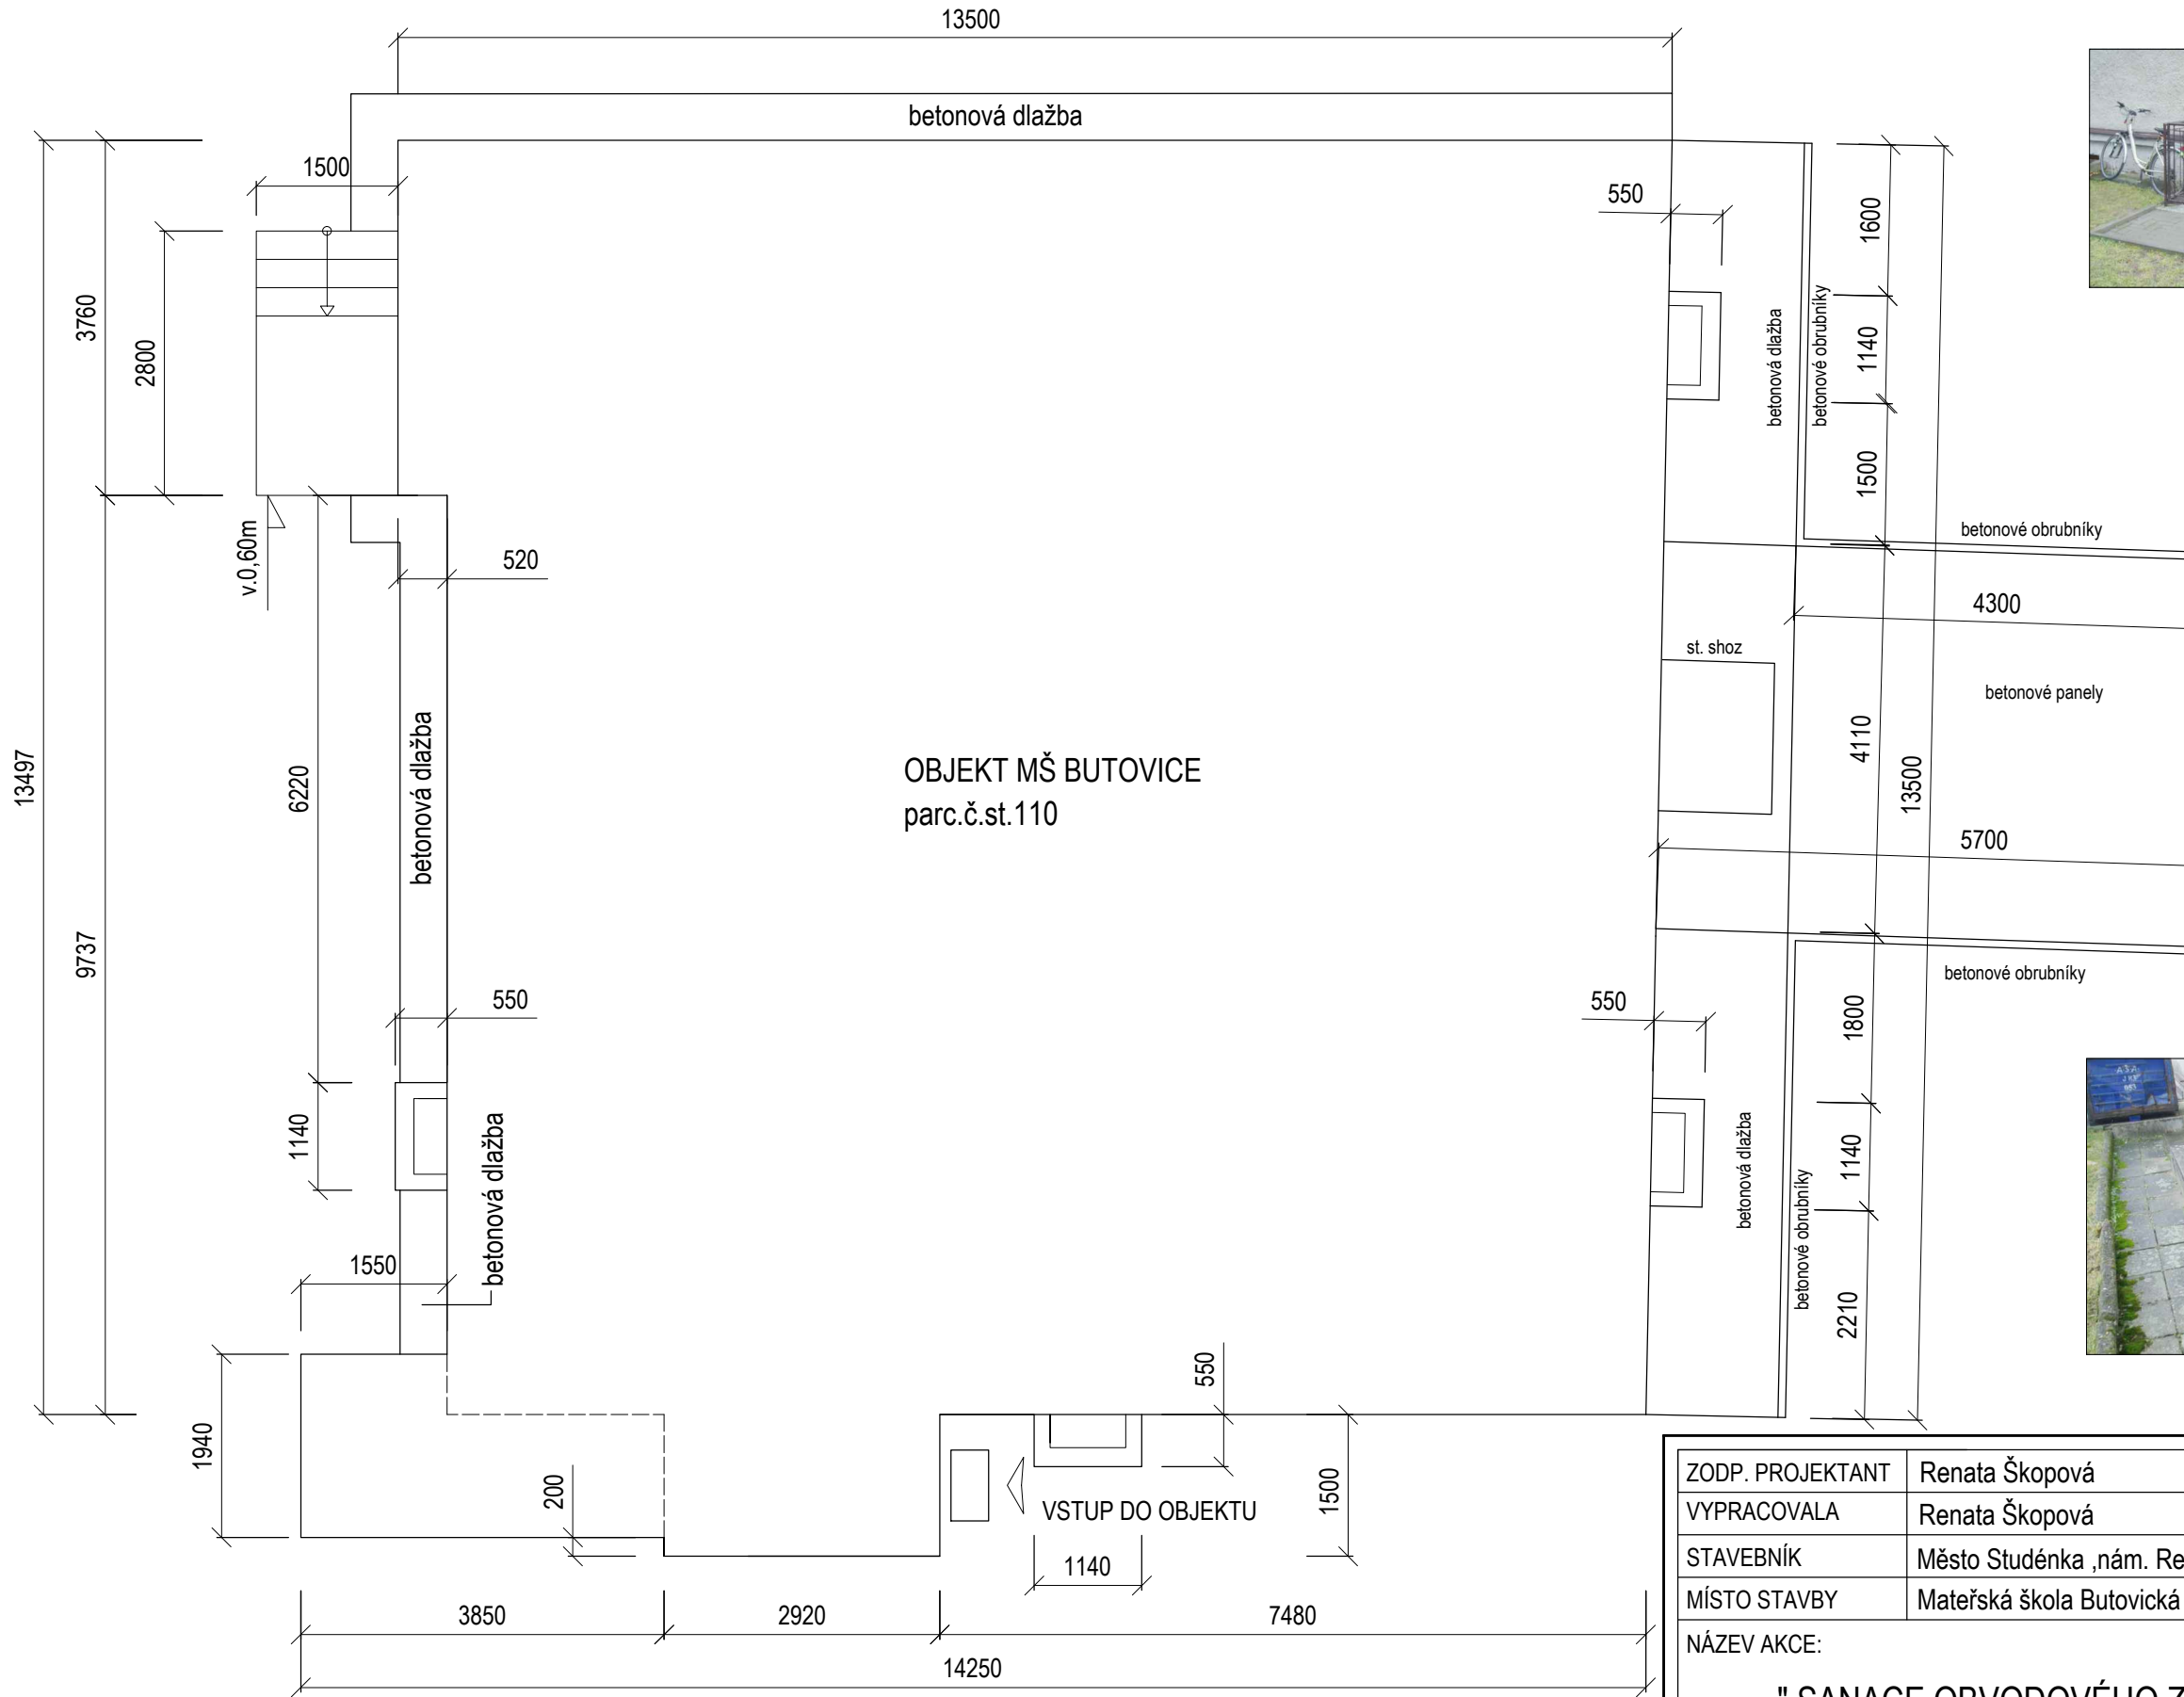 13500
betonová dlažba
1500
550
1600
3760
2800
betonová dlažba
betonové obrubníky
1140
1500
v.0,60m
520
betonové obrubníky
4300
st. shoz
betonové panely
13497
6220
betonová dlažba
OBJEKT MŠ BUTOVICE
parc.č.st.110
4110
13500
5700
9737
550
550
betonové obrubníky
1800
1140
betonová dlažba
betonová dlažba
1140
betonové obrubníky
1550
2210
550
1940
200
VSTUP DO OBJEKTU
1500
1140
3850
2920
7480
14250
ZODP. PROJEKTANT Renata Škopová
VYPRACOVALA Renata Škopová
STAVEBNÍK Město Studénka ,nám. Re
MÍSTO STAVBY Mateřská škola Butovická
NÁZEV AKCE:
" SANACE OBVODOVÉHO Z